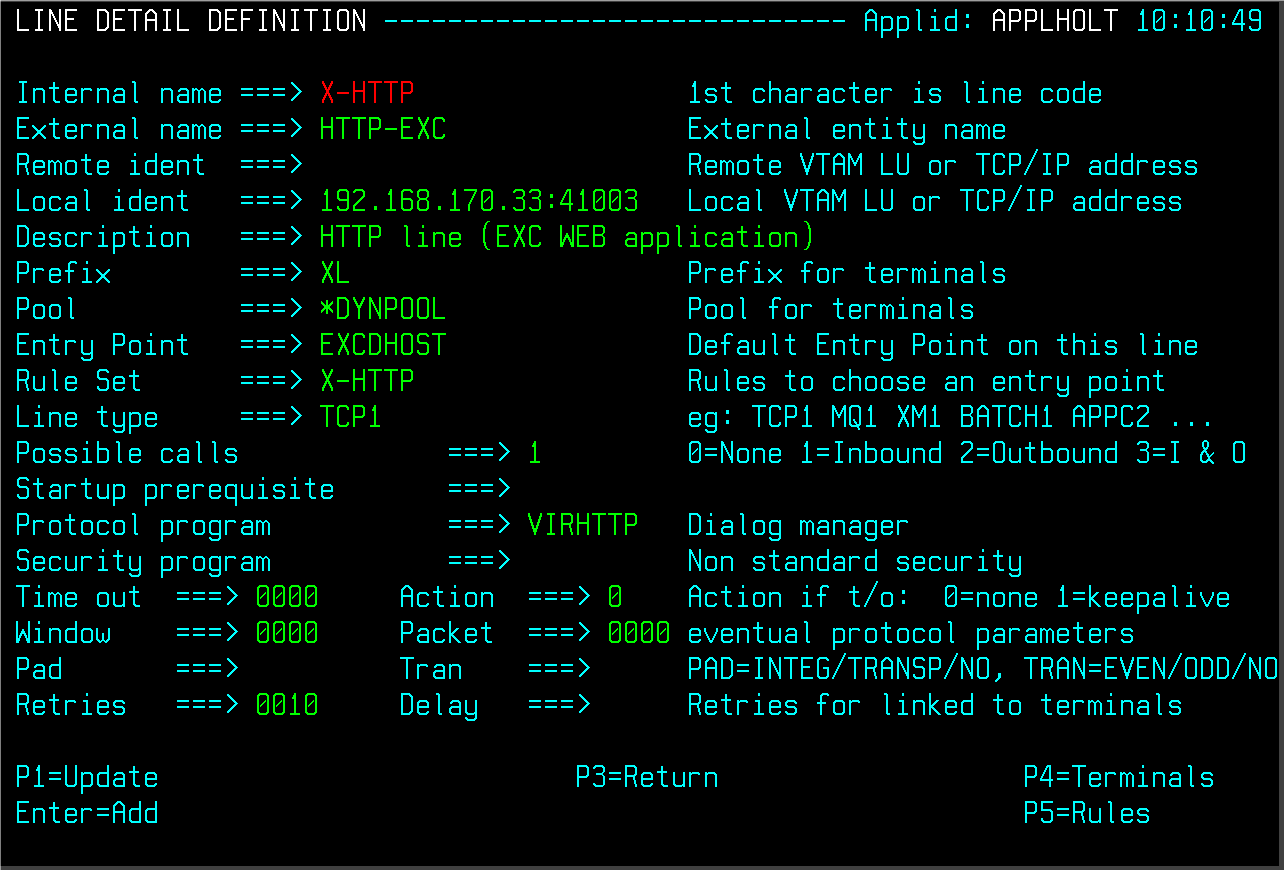 LINE DETAIL DEFINITION ----------------------------- Applid: APPLHOLT 10:10:49
Internal name ===> X-HTTP 1st character is line code
External name ===> HTTP-EXC External entity name
Remote ident ===> Remote VTAM LU or TCP/IP address
Local ident ===> 192.168.170.33:41003 Local VTAM LU or TCP/IP address
Description ===> HTTP line (EXC WEB application)
Prefix ===> XL Prefix for terminals
Pool ===> *DYNPOOL Pool for terminals
Entry Point ===> EXCDHOST Default Entry Point on this line
Rule Set ===> X-HTTP Rules to choose an entry point
Line type ===> TCP1 eg: TCP1 MQ1 XM1 BATCH1 APPC2 ...
Possible calls ===> 1 0=None 1=Inbound 2=Outbound 3=I & O
Startup prerequisite ===>
Protocol program ===> VIRHTTP Dialog manager
Security program ===> Non standard security
Time out ===> 0000 Action ===> 0 Action if t/o: 0=none 1=keepalive
Window ===> 0000 Packet ===> 0000 eventual protocol parameters
Pad ===> Tran ===> PAD=INTEG/TRANSP/NO, TRAN=EVEN/ODD/NO
Retries ===> 0010 Delay ===> Retries for linked to terminals
P1=Update P3=Return P4=Terminals
Enter=Add P5=Rules